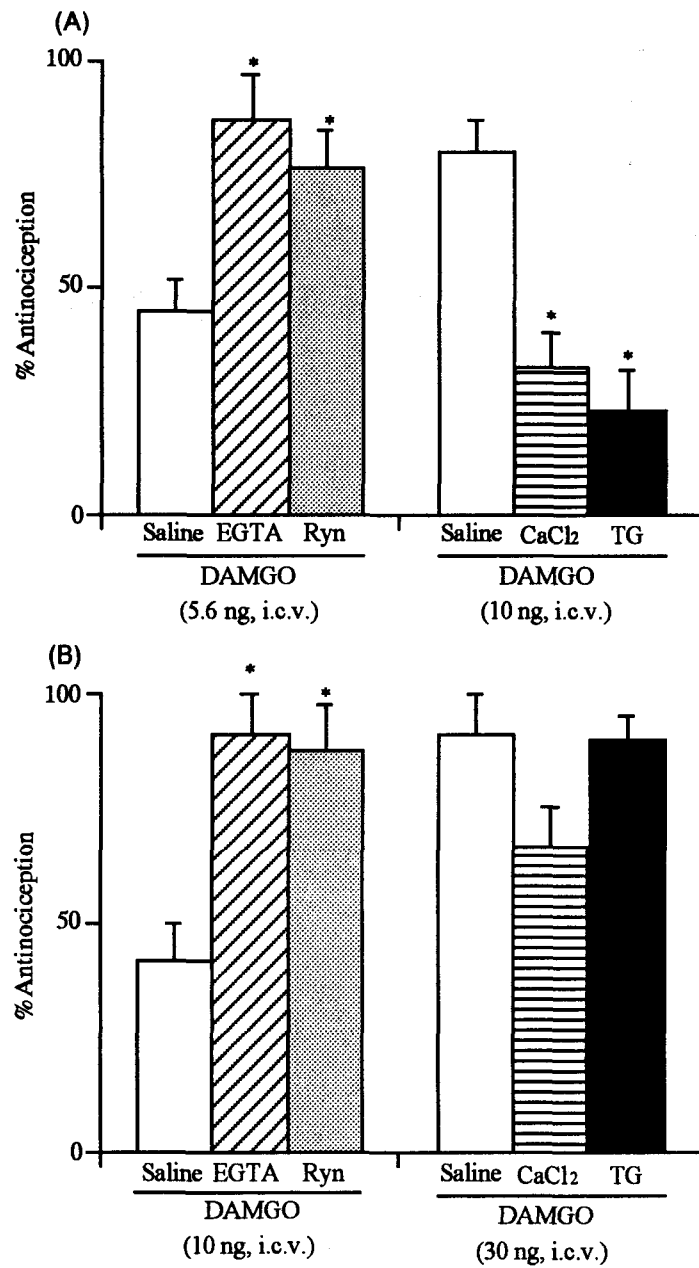 (A)
100
50
0
% Antinociception
* * * *
Saline EGTA Ryn Saline CaCl₂ TG
DAMGO DAMGO
(5.6 ng, i.c.v.) (10 ng, i.c.v.)
(B)
100
50
0
% Antinociception
* *
Saline EGTA Ryn Saline CaCl₂ TG
DAMGO DAMGO
(10 ng, i.c.v.) (30 ng, i.c.v.)